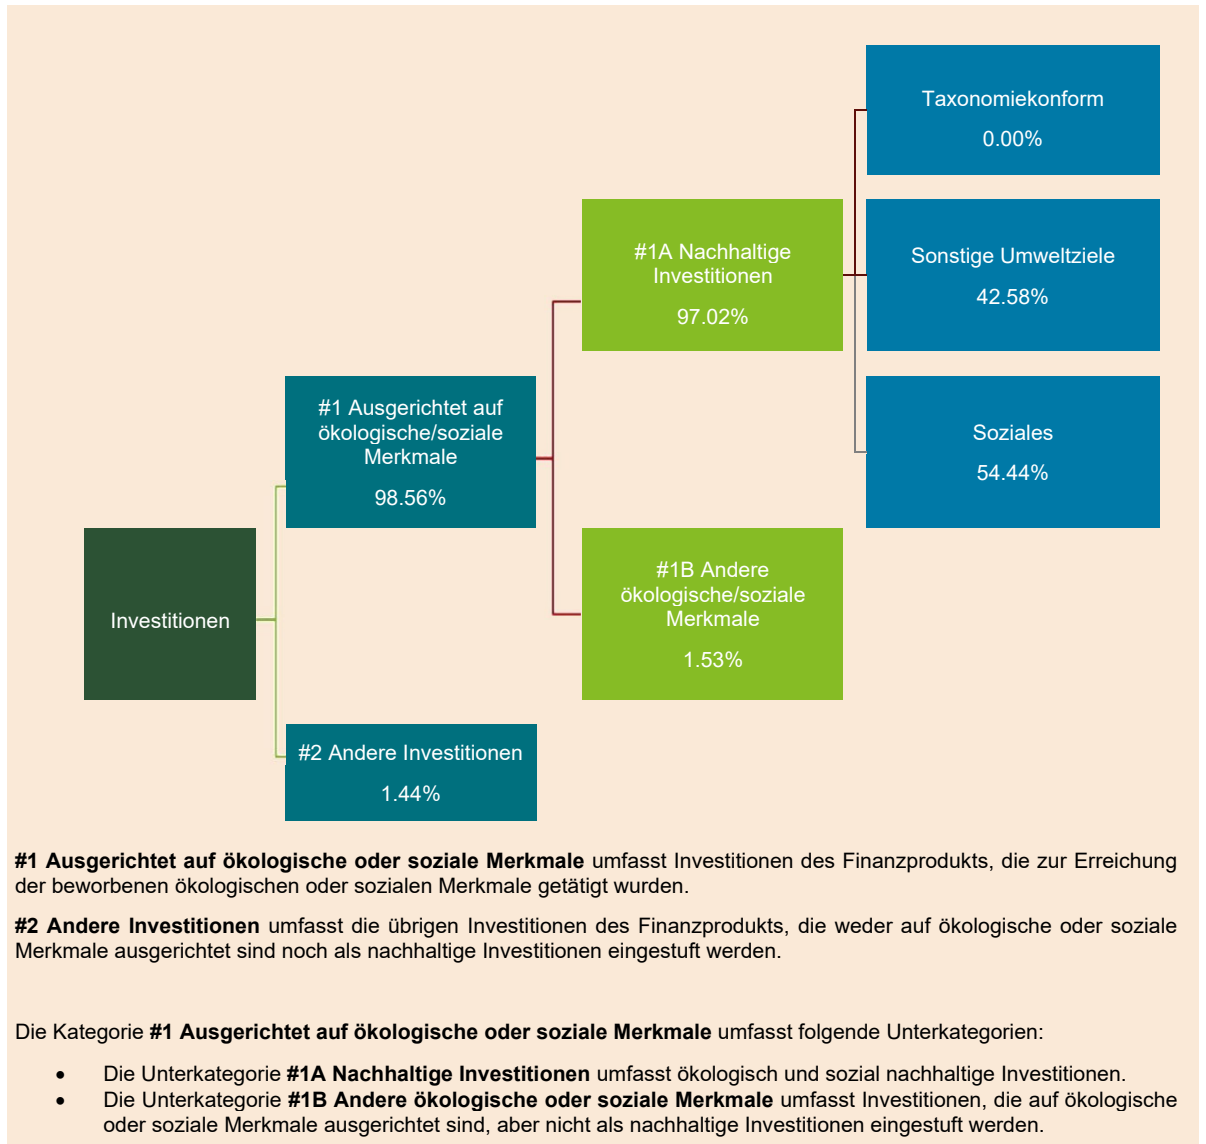 Taxonomiekonform
0.00%
#1A Nachhaltige
Investitionen
97.02%
Sonstige Umweltziele
42.58%
#1 Ausgerichtet auf
ökologische/soziale
Merkmale
98.56%
Soziales
54.44%
Investitionen
#1B Andere
ökologische/soziale
Merkmale
1.53%
#2 Andere Investitionen
1.44%
#1 Ausgerichtet auf ökologische oder soziale Merkmale umfasst Investitionen des Finanzprodukts, die zur Erreichung
der beworbenen ökologischen oder sozialen Merkmale getätigt wurden.
#2 Andere Investitionen umfasst die übrigen Investitionen des Finanzprodukts, die weder auf ökologische oder soziale
Merkmale ausgerichtet sind noch als nachhaltige Investitionen eingestuft werden.
Die Kategorie #1 Ausgerichtet auf ökologische oder soziale Merkmale umfasst folgende Unterkategorien:
• Die Unterkategorie #1A Nachhaltige Investitionen umfasst ökologisch und sozial nachhaltige Investitionen.
• Die Unterkategorie #1B Andere ökologische oder soziale Merkmale umfasst Investitionen, die auf ökologische
oder soziale Merkmale ausgerichtet sind, aber nicht als nachhaltige Investitionen eingestuft werden.